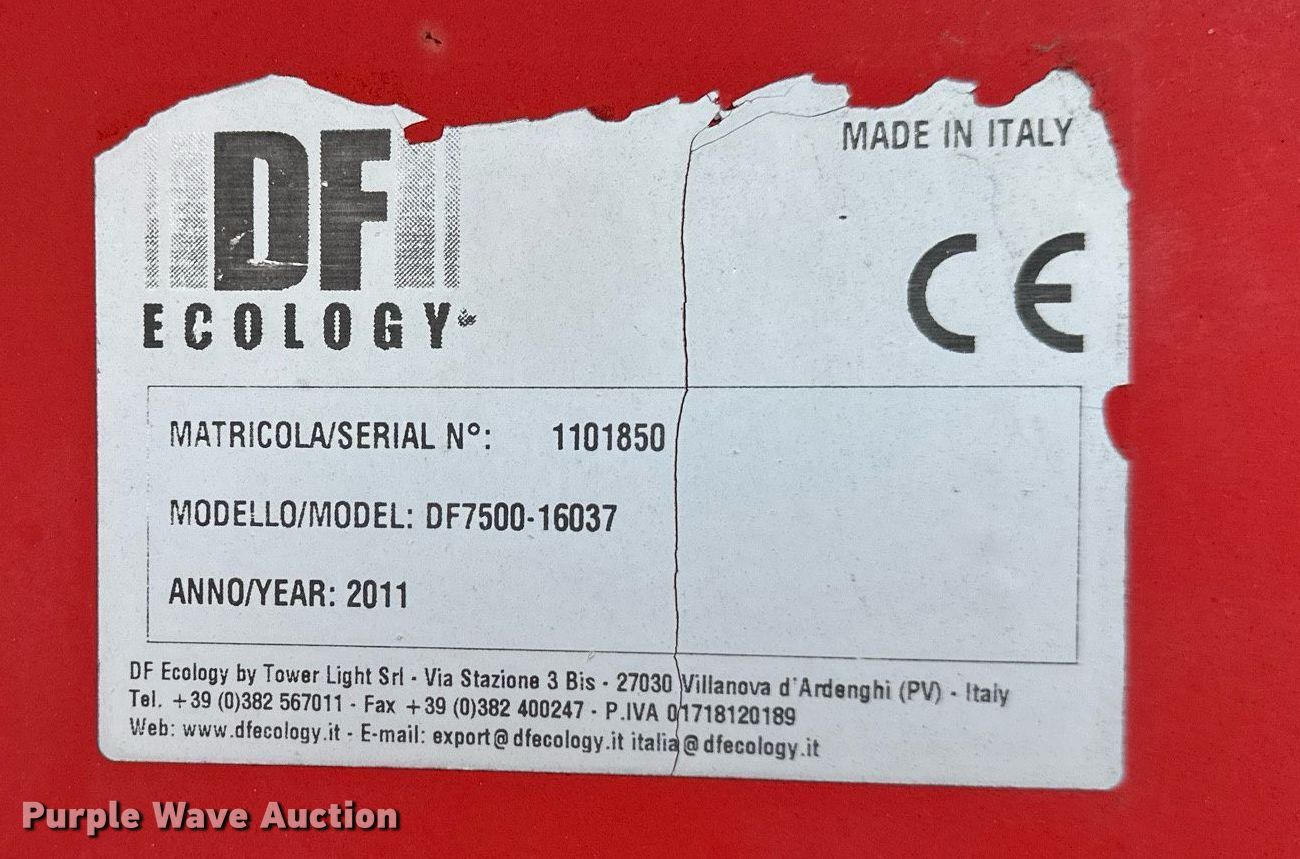 DF
MADE IN ITALY
CE
ECOLOGY
MATRICOLA/SERIAL N°: 1101850
MODELLO/MODEL: DF7500-16037
ANNO/YEAR: 2011
DF Ecology by Tower Light Srl - Via Stazione 3 Bis - 27030 Villanova d'Ardenghi (PV) - Italy
Tel. +39 (0)382 567011 - Fax +39 (0)382 400247 - P.IVA 01718120189
Web: www.dfecology.it - E-mail: export@dfecology.it italia@dfecology.it
Purple Wave Auction